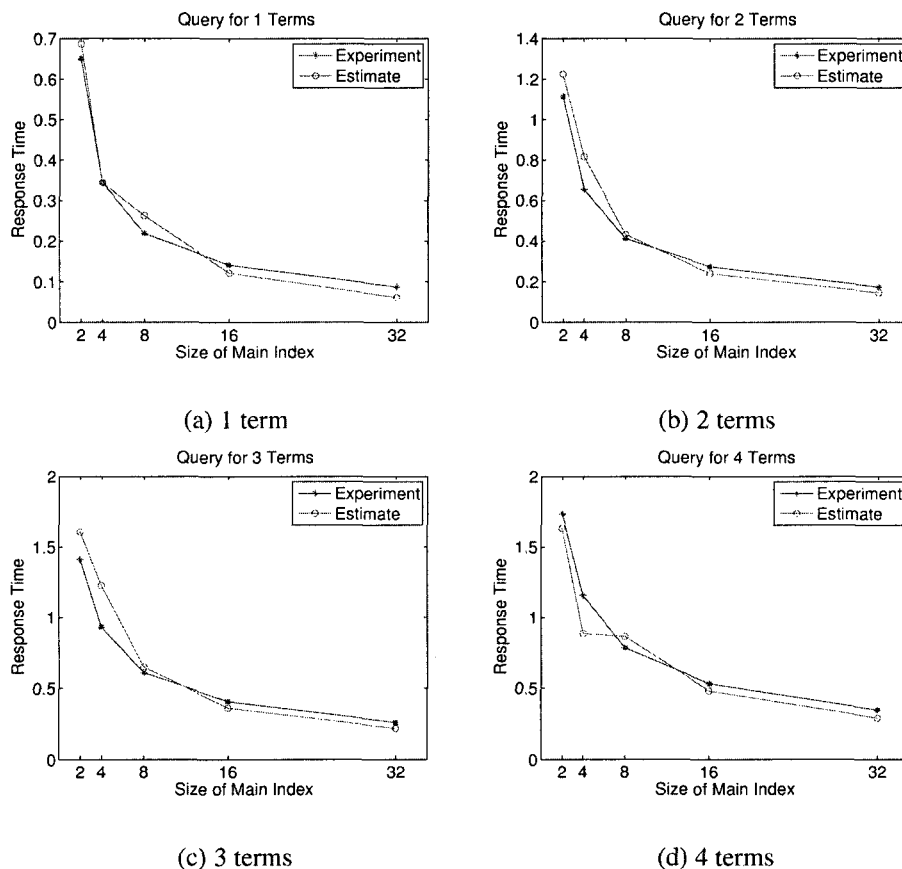 Query for 1 Terms
0.7
0.6
0.5
0.4
0.3
0.2
0.1
0
Response Time
Experiment
Estimate
2 4 8 16 32
Size of Main Index
(a) 1 term
Query for 2 Terms
1.4
1.2
1
0.8
0.6
0.4
0.2
0
Response Time
Experiment
Estimate
2 4 8 16 32
Size of Main Index
(b) 2 terms
Query for 3 Terms
2
1.5
1
0.5
0
Response Time
Experiment
Estimate
2 4 8 16 32
Size of Main Index
(c) 3 terms
Query for 4 Terms
2
1.5
1
0.5
0
Response Time
Experiment
Estimate
2 4 8 16 32
Size of Main Index
(d) 4 terms